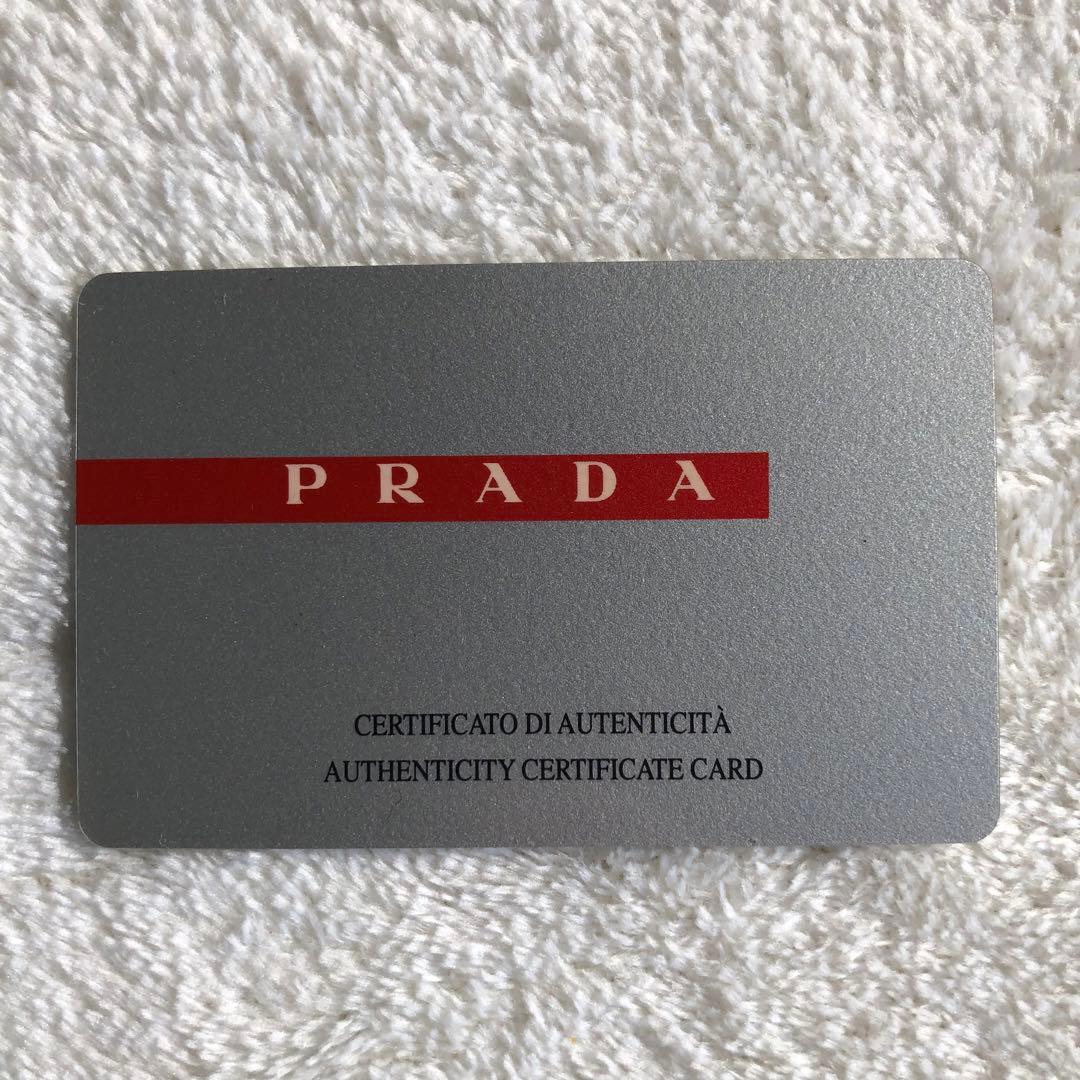 PRADA
CERTIFICATO DI AUTENTICITÀ
AUTHENTICITY CERTIFICATE CARD